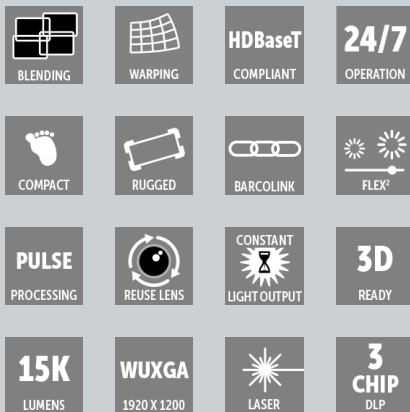 BLENDING
WARPING
HDBaseT
COMPLIANT
24/7
OPERATION
COMPACT
RUGGED
BARCOLINK
FLEX²
PULSE
PROCESSING
REUSE LENS
CONSTANT
LIGHT OUTPUT
3D
READY
15K
LUMENS
WUXGA
1920 X 1200
LASER
3
CHIP
DLP